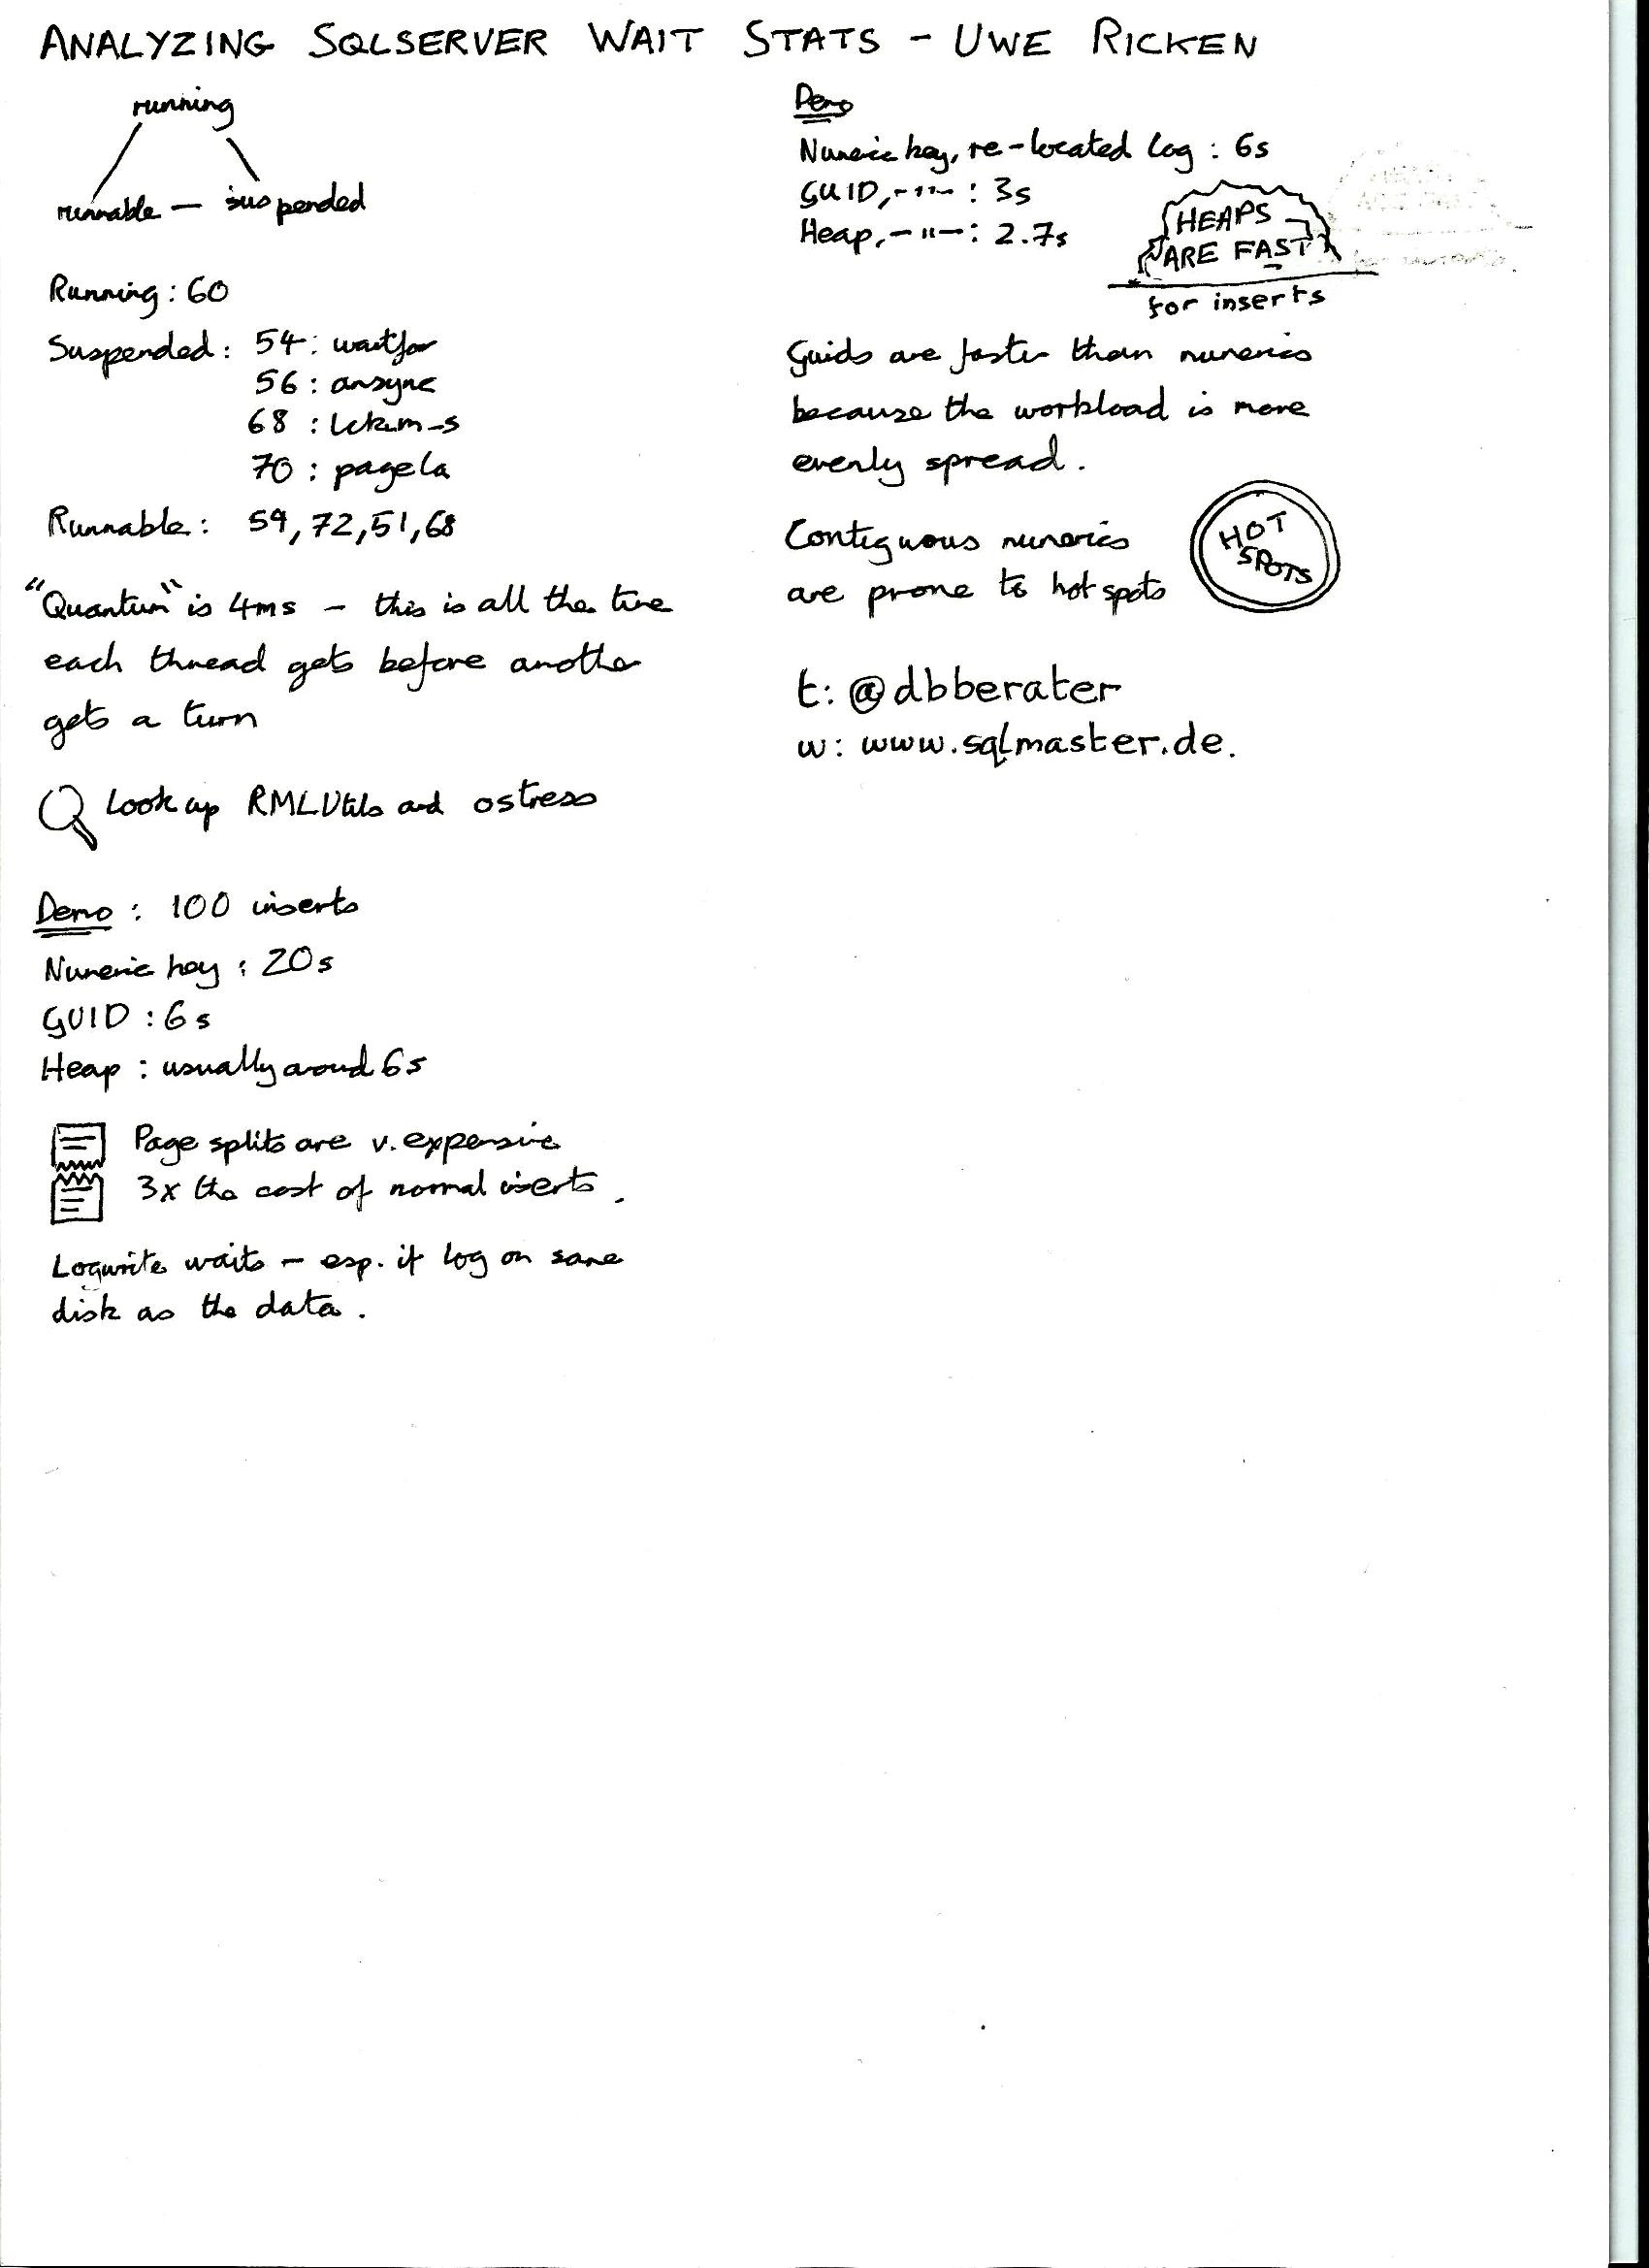 ANALYZING SQLSERVER WAIT STATS - UWE RICKEN
running
runnable — suspended
Running: 60
Suspended: 54: waitfor
56: ansync
68: lck_m_s
70: pagela
Runnable: 59, 72, 51, 68
"Quantum" is 4ms - this is all the time
each thread gets before another
gets a turn
Look up RMLUtils and ostress
Demo: 100 inserts
Numeric key: 20s
GUID: 6s
Heap: usually around 6s
Page splits are v. expensive
3x the cost of normal inserts.
Logwrite waits - esp. if log on same
disk as the data.
Demo
Numeric key, re-located log: 6s
GUID, -"-: 3s
Heap, -"-: 2.7s
HEAPS
ARE FAST
for inserts
Guids are faster than numerics
because the workload is more
evenly spread.
Contiguous numerics
are prone to hot spots
HOT
SPOTS
t: @dbberater
w: www.sqlmaster.de.